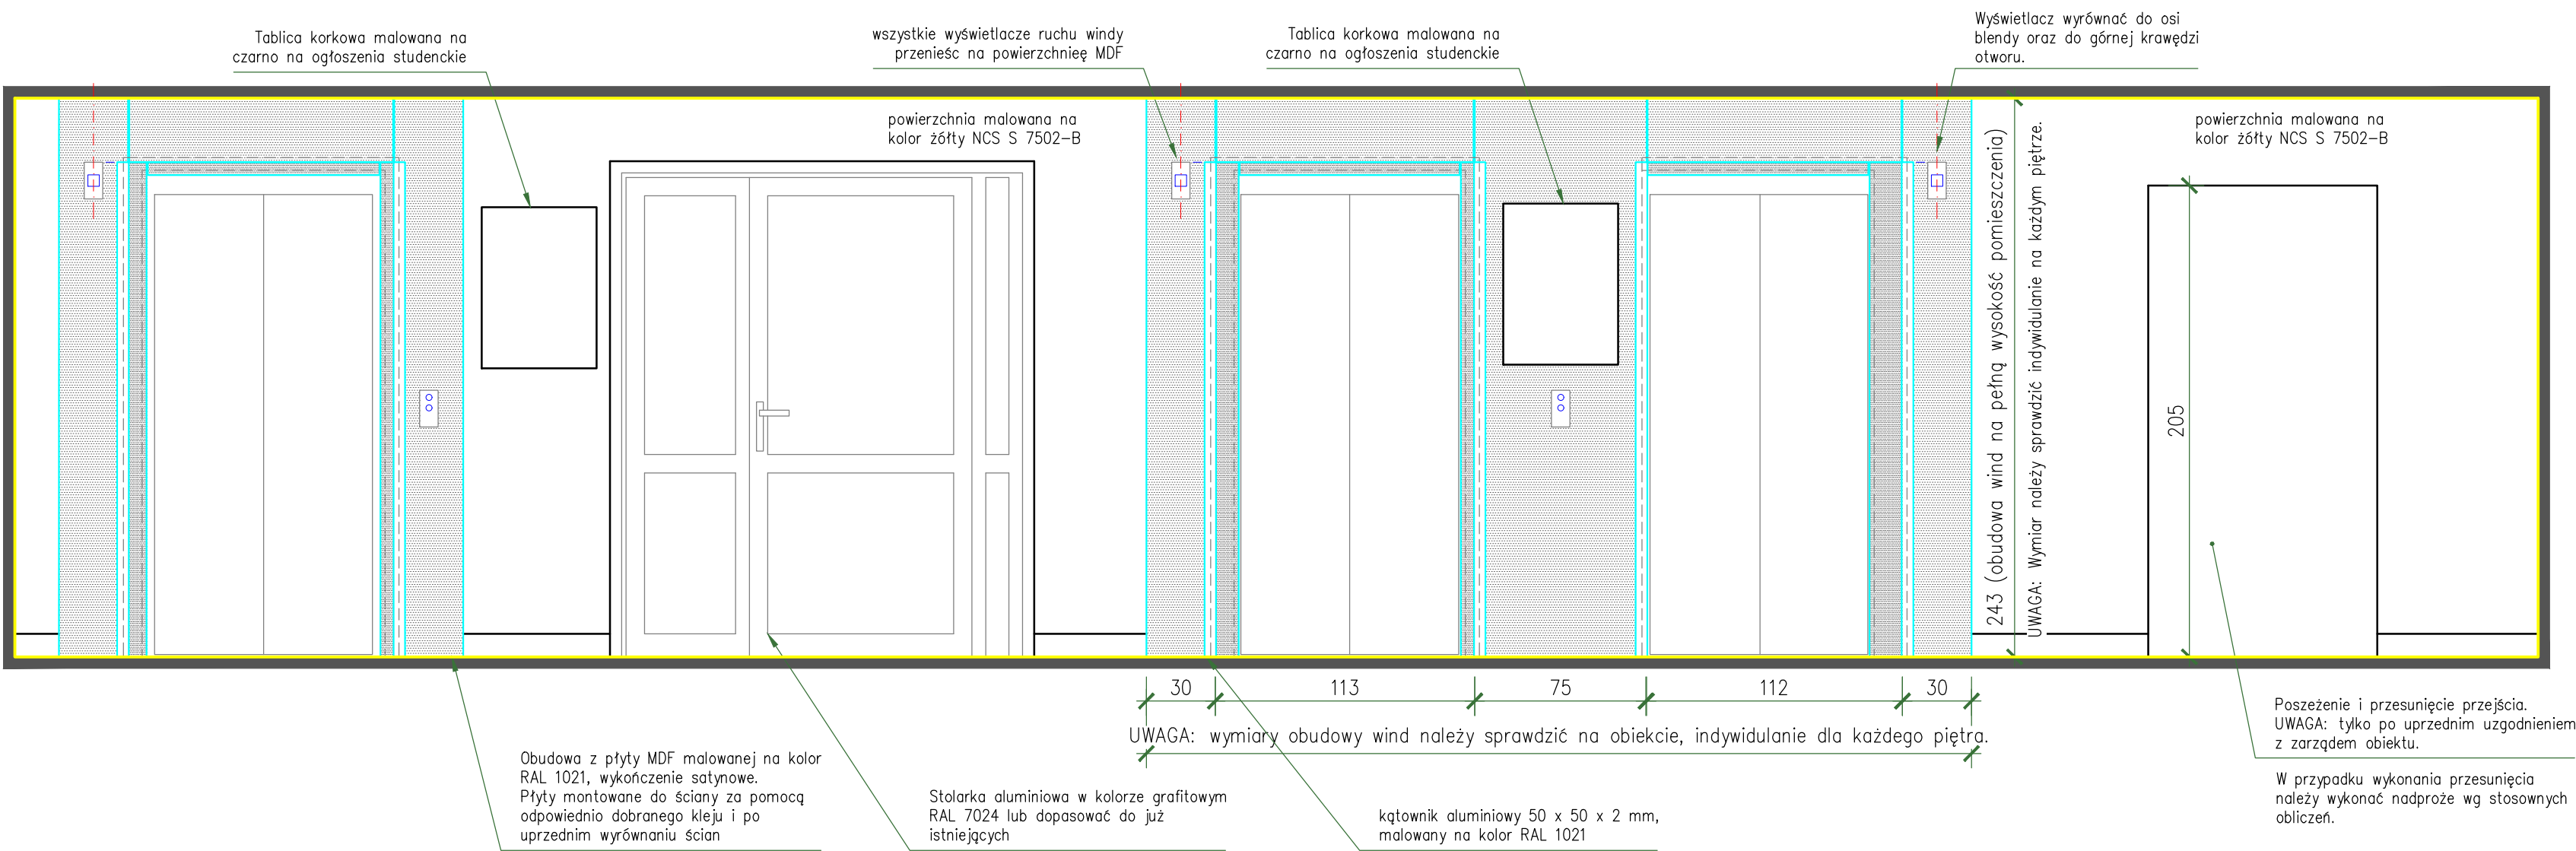 Tablica korkowa malowana na
czarno na ogłoszenia studenckie
wszystkie wyświetlacze ruchu windy
przenieśc na powierzchnieę MDF
Tablica korkowa malowana na
czarno na ogłoszenia studenckie
Wyświetlacz wyrównać do osi
blendy oraz do górnej krawędzi
otworu.
powierzchnia malowana na
kolor żółty NCS S 7502-B
powierzchnia malowana na
kolor żółty NCS S 7502-B
243 (obudowa wind na pełną wysokość pomieszczenia)
UWAGA: Wymiar należy sprawdzić indywidulanie na każdym piętrze.
205
30
113
75
112
30
UWAGA: wymiary obudowy wind należy sprawdzić na obiekcie, indywidulanie dla każdego piętra.
Obudowa z płyty MDF malowanej na kolor
RAL 1021, wykończenie satynowe.
Płyty montowane do ściany za pomocą
odpowiednio dobranego kleju i po
uprzednim wyrównaniu ścian
Stolarka aluminiowa w kolorze grafitowym
RAL 7024 lub dopasować do już
istniejących
kątownik aluminiowy 50 x 50 x 2 mm,
malowany na kolor RAL 1021
Poszeżenie i przesunięcie przejścia.
UWAGA: tylko po uprzednim uzgodnieniem
z zarządem obiektu.
W przypadku wykonania przesunięcia
należy wykonać nadproże wg stosownych
obliczeń.